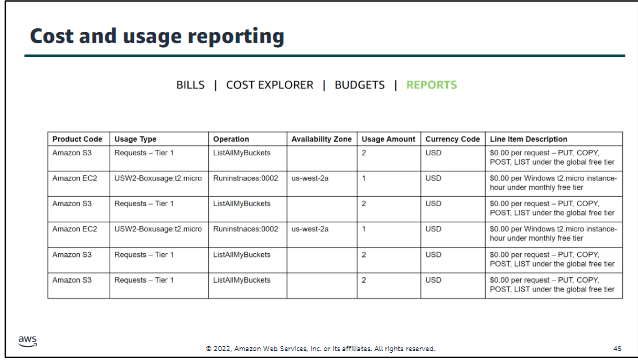 Cost and usage reporting
BILLS | COST EXPLORER | BUDGETS | REPORTS
Product Code Usage Type Operation Availability Zone Usage Amount Currency Code Line Item Description
Amazon S3 Requests – Tier 1 ListAllMyBuckets 2 USD $0.00 per request – PUT, COPY,
POST, LIST under the global free tier
Amazon EC2 USW2-Boxusage:t2.micro Runinstnaces:0002 us-west-2a 1 USD $0.00 per Windows t2.micro instance-
hour under monthly free tier
Amazon S3 Requests – Tier 1 ListAllMyBuckets 2 USD $0.00 per request – PUT, COPY,
POST, LIST under the global free tier
Amazon EC2 USW2-Boxusage:t2.micro Runinstnaces:0002 us-west-2a 1 USD $0.00 per Windows t2.micro instance-
hour under monthly free tier
Amazon S3 Requests – Tier 1 ListAllMyBuckets 2 USD $0.00 per request – PUT, COPY,
POST, LIST under the global free tier
Amazon S3 Requests – Tier 1 ListAllMyBuckets 2 USD $0.00 per request – PUT, COPY,
POST, LIST under the global free tier
aws
© 2022, Amazon Web Services, Inc. or its affiliates. All rights reserved. 45